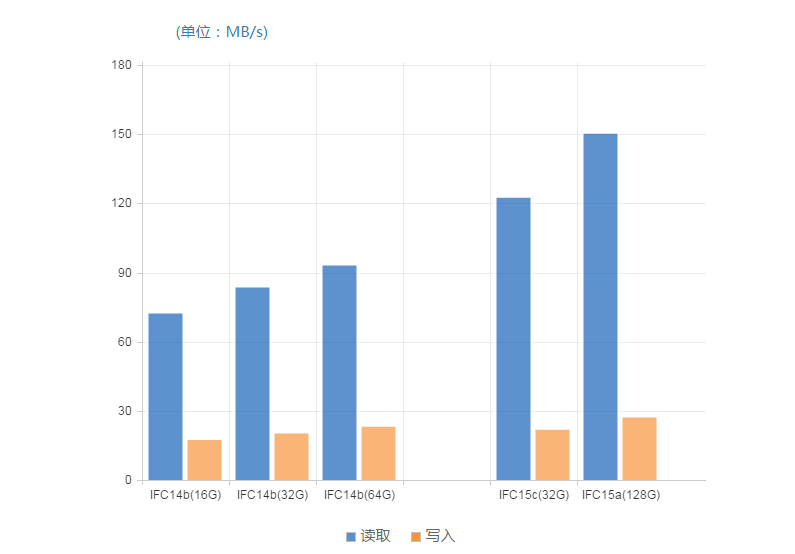 (单位：MB/s)
180
150
120
90
60
30
0
IFC14b(16G) IFC14b(32G) IFC14b(64G) IFC15c(32G) IFC15a(128G)
读取 写入